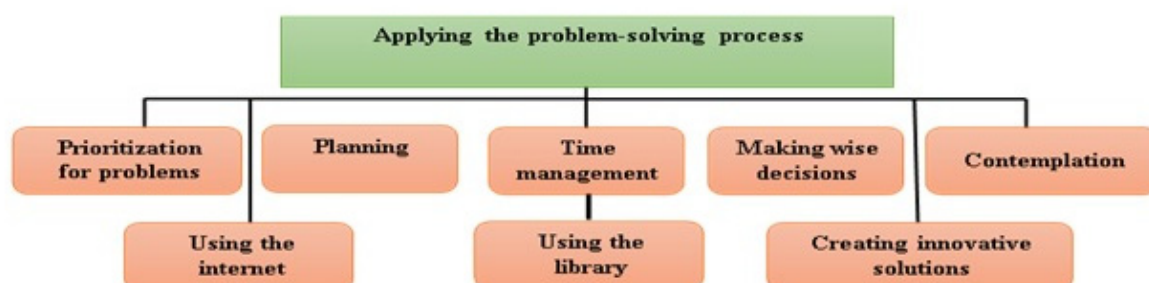 Applying the problem-solving process
Prioritization
for problems
Planning
Time
management
Making wise
decisions
Contemplation
Using the
internet
Using the
library
Creating innovative
solutions